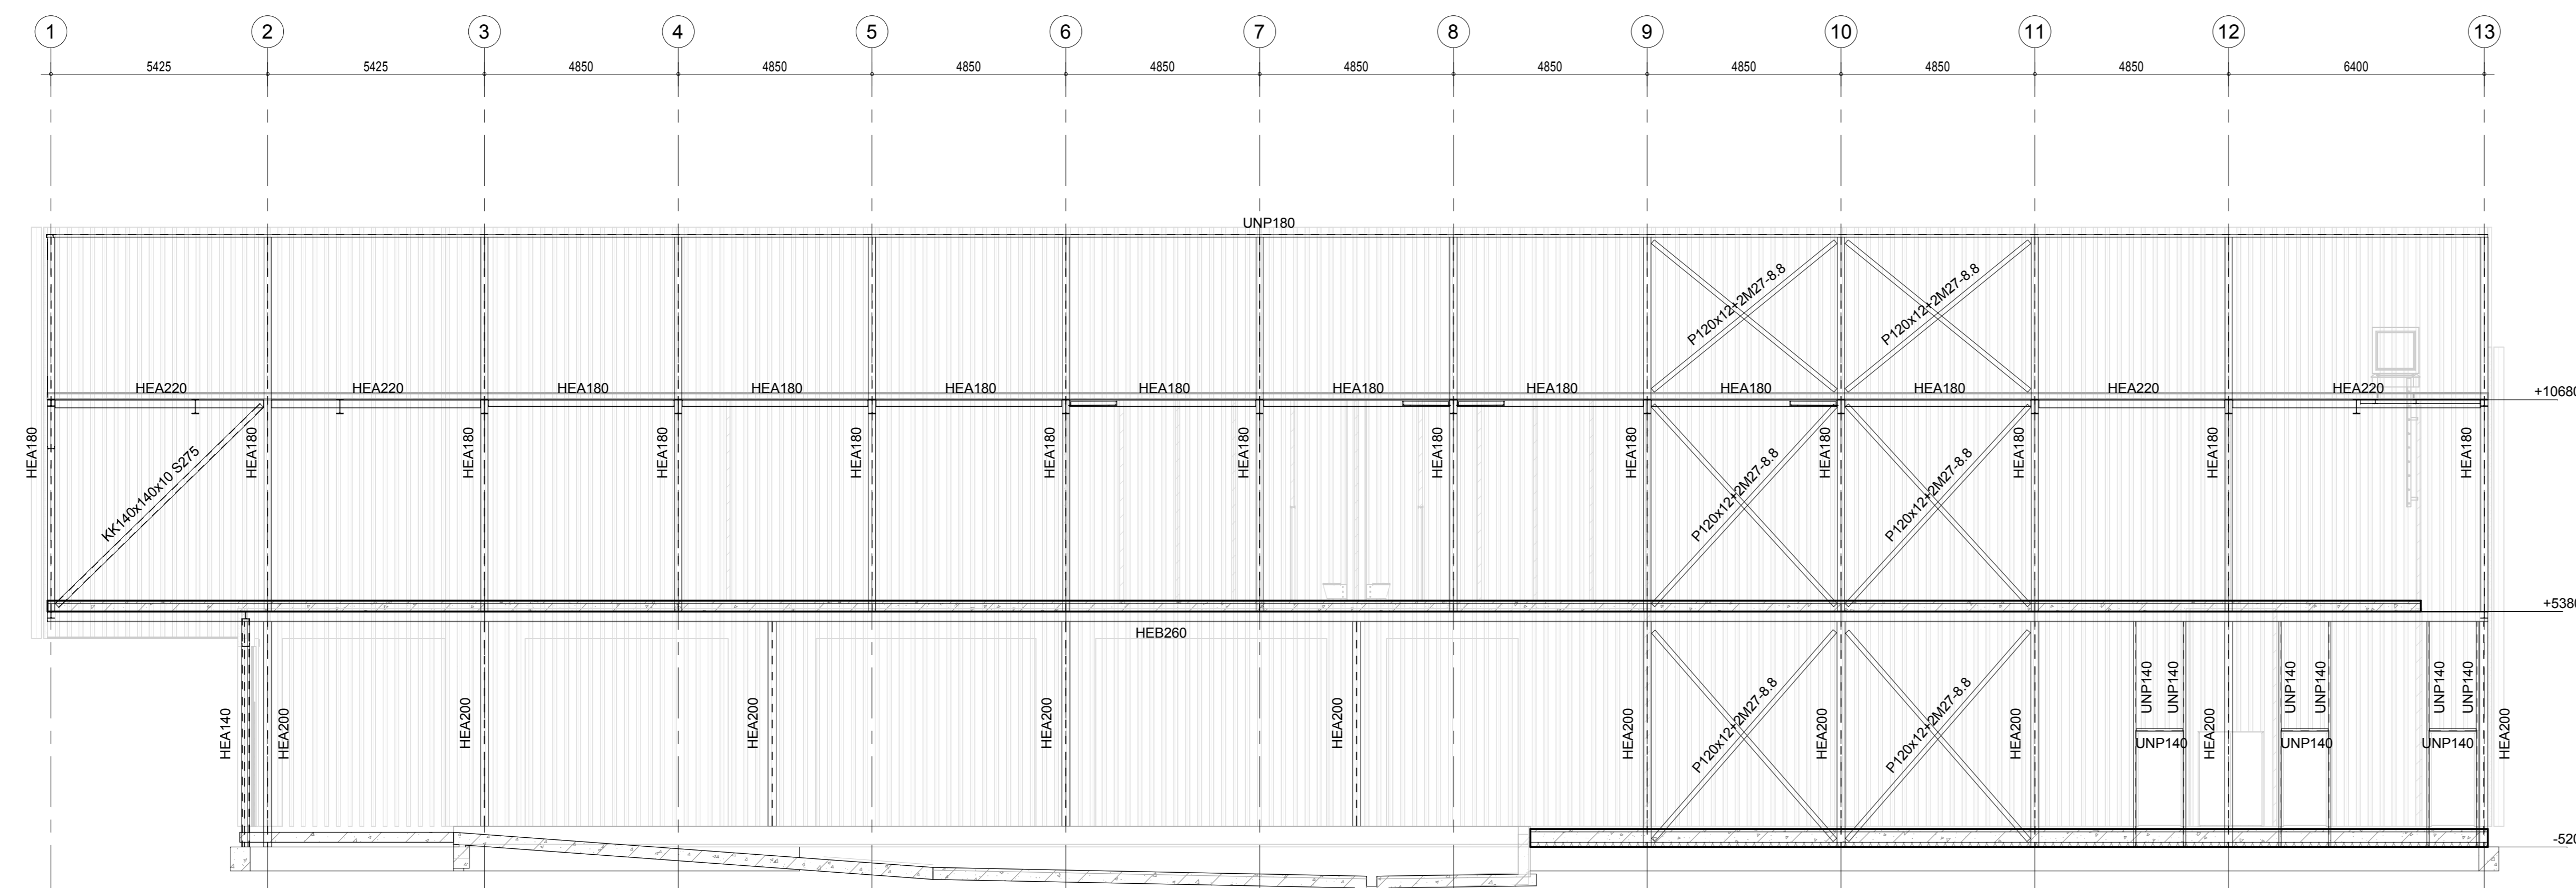 1 2 3 4 5 6 7 8 9 10 11 12 13
5425 5425 4850 4850 4850 4850 4850 4850 4850 4850 4850 6400
UNP180
P120x12+2M27-8.8 P120x12+2M27-8.8
HEA220 HEA220 HEA180 HEA180 HEA180 HEA180 HEA180 HEA180 HEA180 HEA180 HEA220 HEA220
+10680
HEA180 HEA180 HEA180 HEA180 HEA180 HEA180 HEA180 HEA180 HEA180 HEA180 HEA180 HEA180 HEA180
KK140x140x10 S275
P120x12+2M27-8.8 P120x12+2M27-8.8
+5380
HEB260
HEA140 HEA200 HEA200 HEA200 HEA200 HEA200 HEA200 HEA200 HEA200 HEA200 HEA200
P120x12+2M27-8.8 P120x12+2M27-8.8
UNP140 UNP140 UNP140 UNP140 UNP140 UNP140
UNP140 UNP140 UNP140
-520